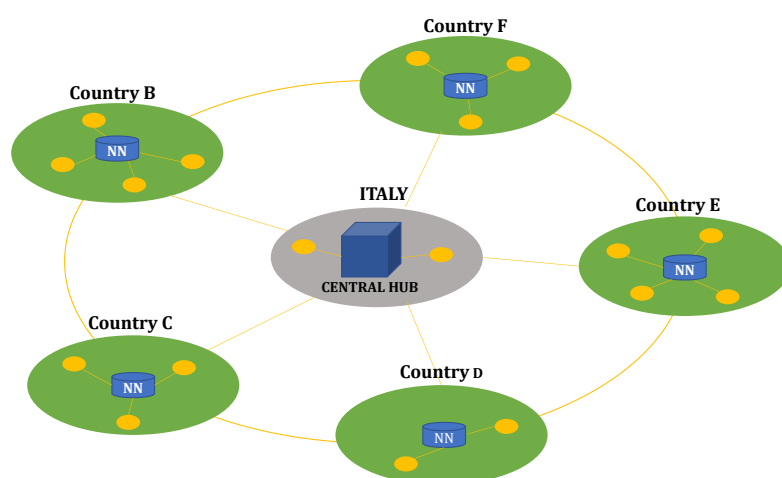 Country F
NN
Country B
NN
ITALY
CENTRAL HUB
Country E
NN
Country C
NN
Country D
NN